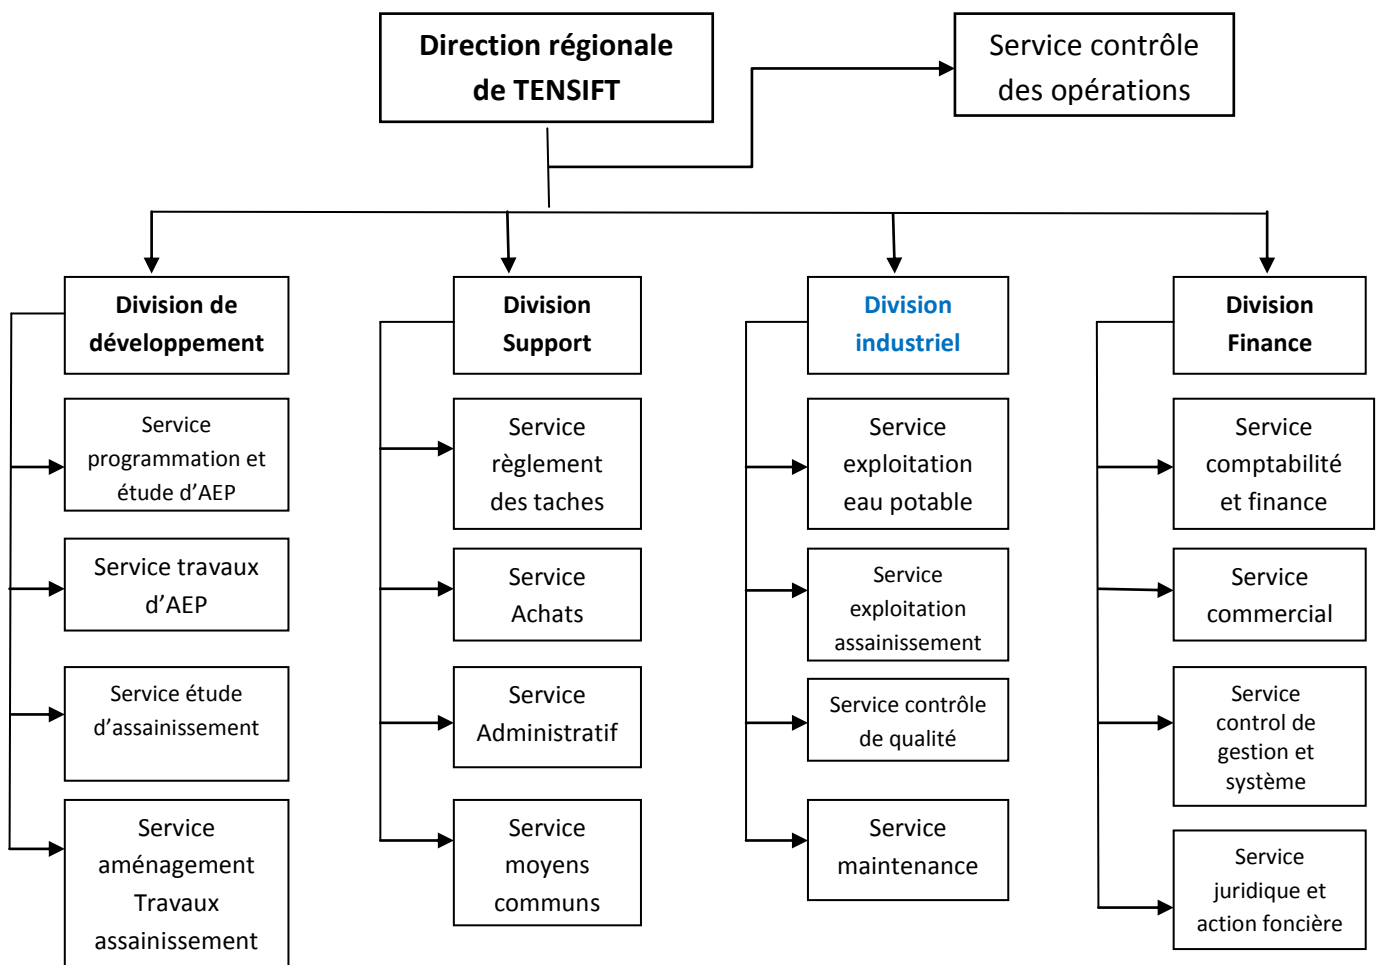 Direction régionale
de TENSIFT
Service contrôle
des opérations
Division de
développement
Service
programmation et
étude d’AEP
Service travaux
d’AEP
Service étude
d’assainissement
Service
aménagement
Travaux
assainissement
Division
Support
Service
règlement
des taches
Service
Achats
Service
Administratif
Service
moyens
communs
Division
industriel
Service
exploitation
eau potable
Service
exploitation
assainissement
Service contrôle
de qualité
Service
maintenance
Division
Finance
Service
comptabilité
et finance
Service
commercial
Service
control de
gestion et
système
Service
juridique et
action foncière